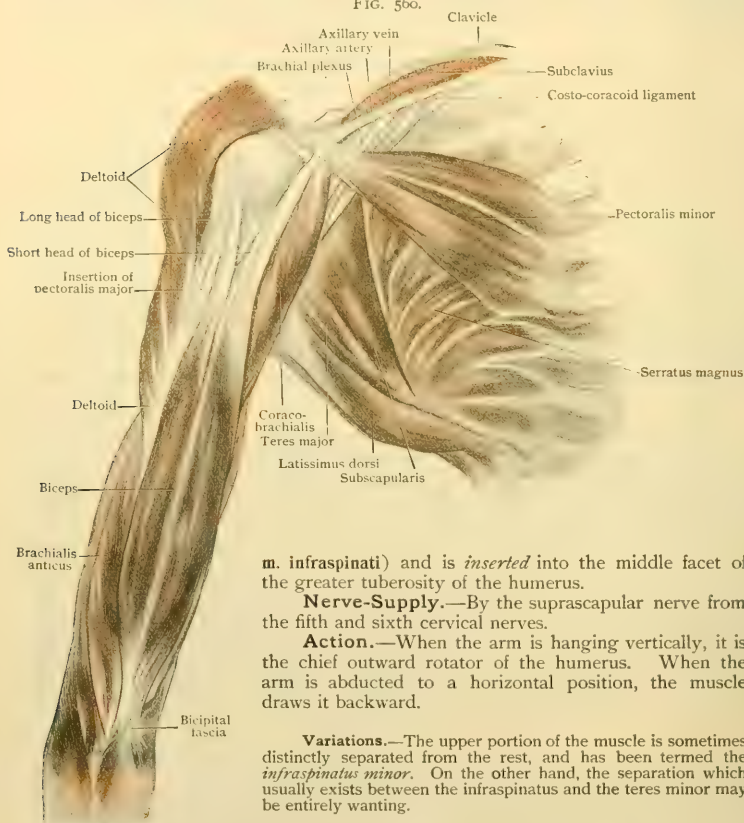 FIG. 560.
Clavicle
Axillary vein
Axillary artery
Brachial plexus
Subclavius
Costo-coracoid ligament
Deltoid
Long head of biceps
Pectoralis minor
Short head of biceps
Insertion of
pectoralis major
Serratus magnus
Deltoid
Coraco-
brachialis
Teres major
Latissimus dorsi
Subscapularis
Biceps
Brachialis
anticus
Bicipital
fascia
m. infraspinati) and is inserted into the middle facet of
the greater tuberosity of the humerus.
Nerve-Supply.—By the suprascapular nerve from
the fifth and sixth cervical nerves.
Action.—When the arm is hanging vertically, it is
the chief outward rotator of the humerus. When the
arm is abducted to a horizontal position, the muscle
draws it backward.
Variations.—The upper portion of the muscle is sometimes
distinctly separated from the rest, and has been termed the
infraspinatus minor. On the other hand, the separation which
usually exists between the infraspinatus and the teres minor may
be entirely wanting.